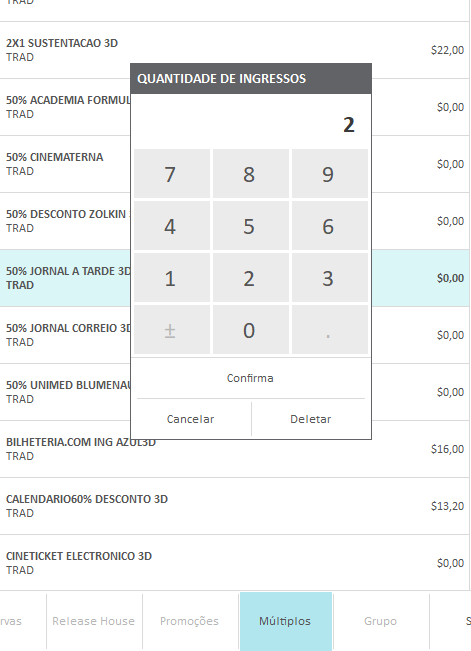 TRAD
2X1 SUSTENTACAO 3D
TRAD
$22,00
QUANTIDADE DE INGRESSOS
2
50% ACADEMIA FORMUL
TRAD
$0,00
50% CINEMATERNA
TRAD
$0,00
7 8 9
50% DESCONTO ZOLKIN
TRAD
$0,00
4 5 6
50% JORNAL A TARDE 3D
TRAD
$0,00
1 2 3
50% JORNAL CORREIO 3D
TRAD
$0,00
± 0 .
50% UNIMED BLUMENAU
TRAD
$0,00
Confirma
Cancelar Deletar
BILHETERIA.COM ING AZUL3D
TRAD
$16,00
CALENDARIO60% DESCONTO 3D
TRAD
$13,20
CINETICKET ELECTRONICO 3D
TRAD
$0,00
rvas Release House Promoções Múltiplos Grupo S